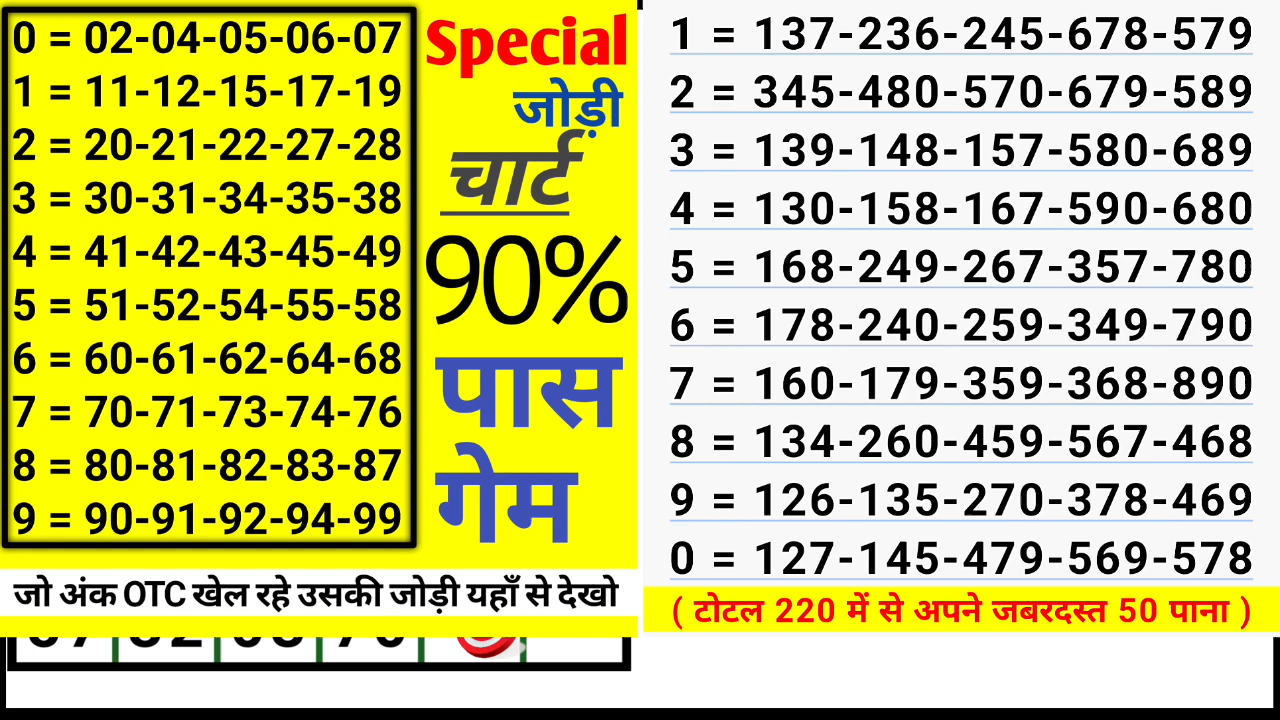 0 = 02-04-05-06-07
1 = 11-12-15-17-19
2 = 20-21-22-27-28
3 = 30-31-34-35-38
4 = 41-42-43-45-49
5 = 51-52-54-55-58
6 = 60-61-62-64-68
7 = 70-71-73-74-76
8 = 80-81-82-83-87
9 = 90-91-92-94-99
Special
जोड़ी
चार्ट
90%
पास
गेम
जो अंक OTC खेल रहे उसकी जोड़ी यहाँ से देखो
1 = 137-236-245-678-579
2 = 345-480-570-679-589
3 = 139-148-157-580-689
4 = 130-158-167-590-680
5 = 168-249-267-357-780
6 = 178-240-259-349-790
7 = 160-179-359-368-890
8 = 134-260-459-567-468
9 = 126-135-270-378-469
0 = 127-145-479-569-578
( टोटल 220 में से अपने जबरदस्त 50 पाना )